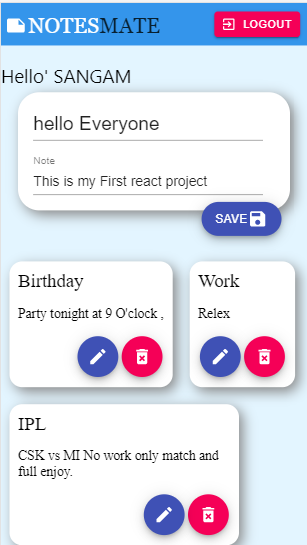 NOTESMATE
LOGOUT
Hello' SANGAM
hello Everyone
Note
This is my First react project
SAVE
Birthday
Party tonight at 9 O'clock ,
Work
Relex
IPL
CSK vs MI No work only match and
full enjoy.